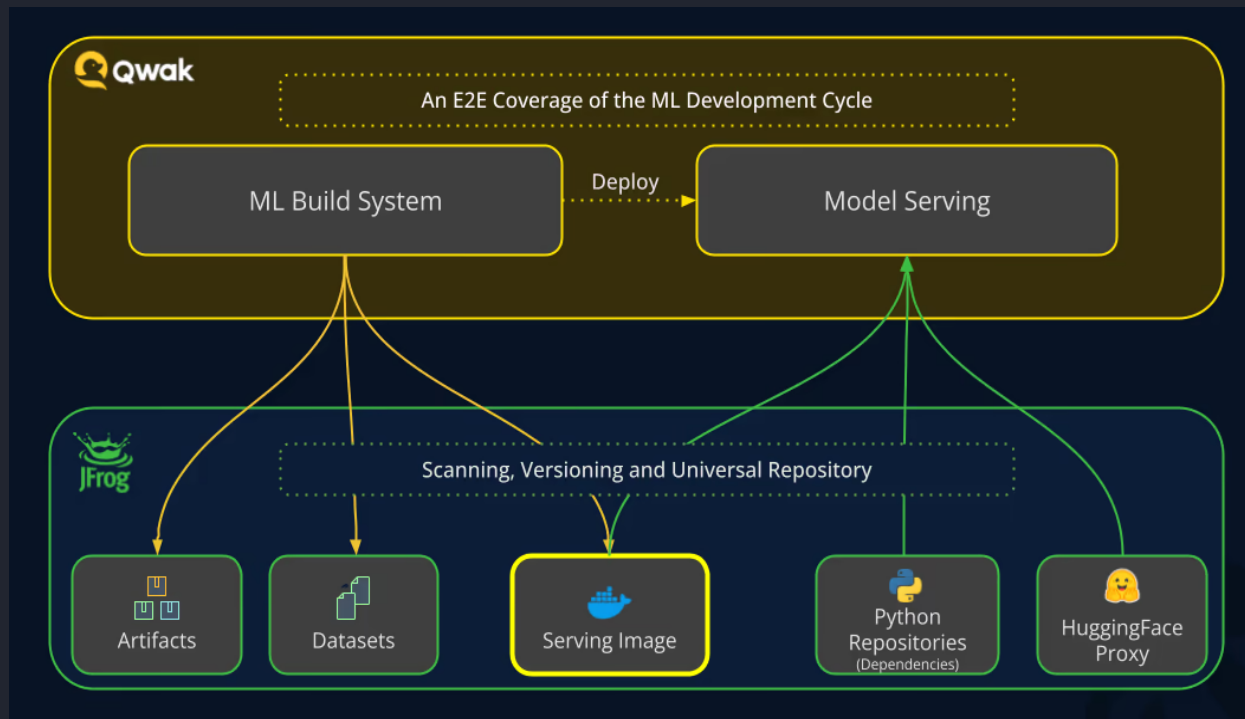 Qwak
An E2E Coverage of the ML Development Cycle
ML Build System
Deploy
Model Serving
JFrog
Scanning, Versioning and Universal Repository
Artifacts
Datasets
Serving Image
Python
Repositories
(Dependencies)
HuggingFace
Proxy